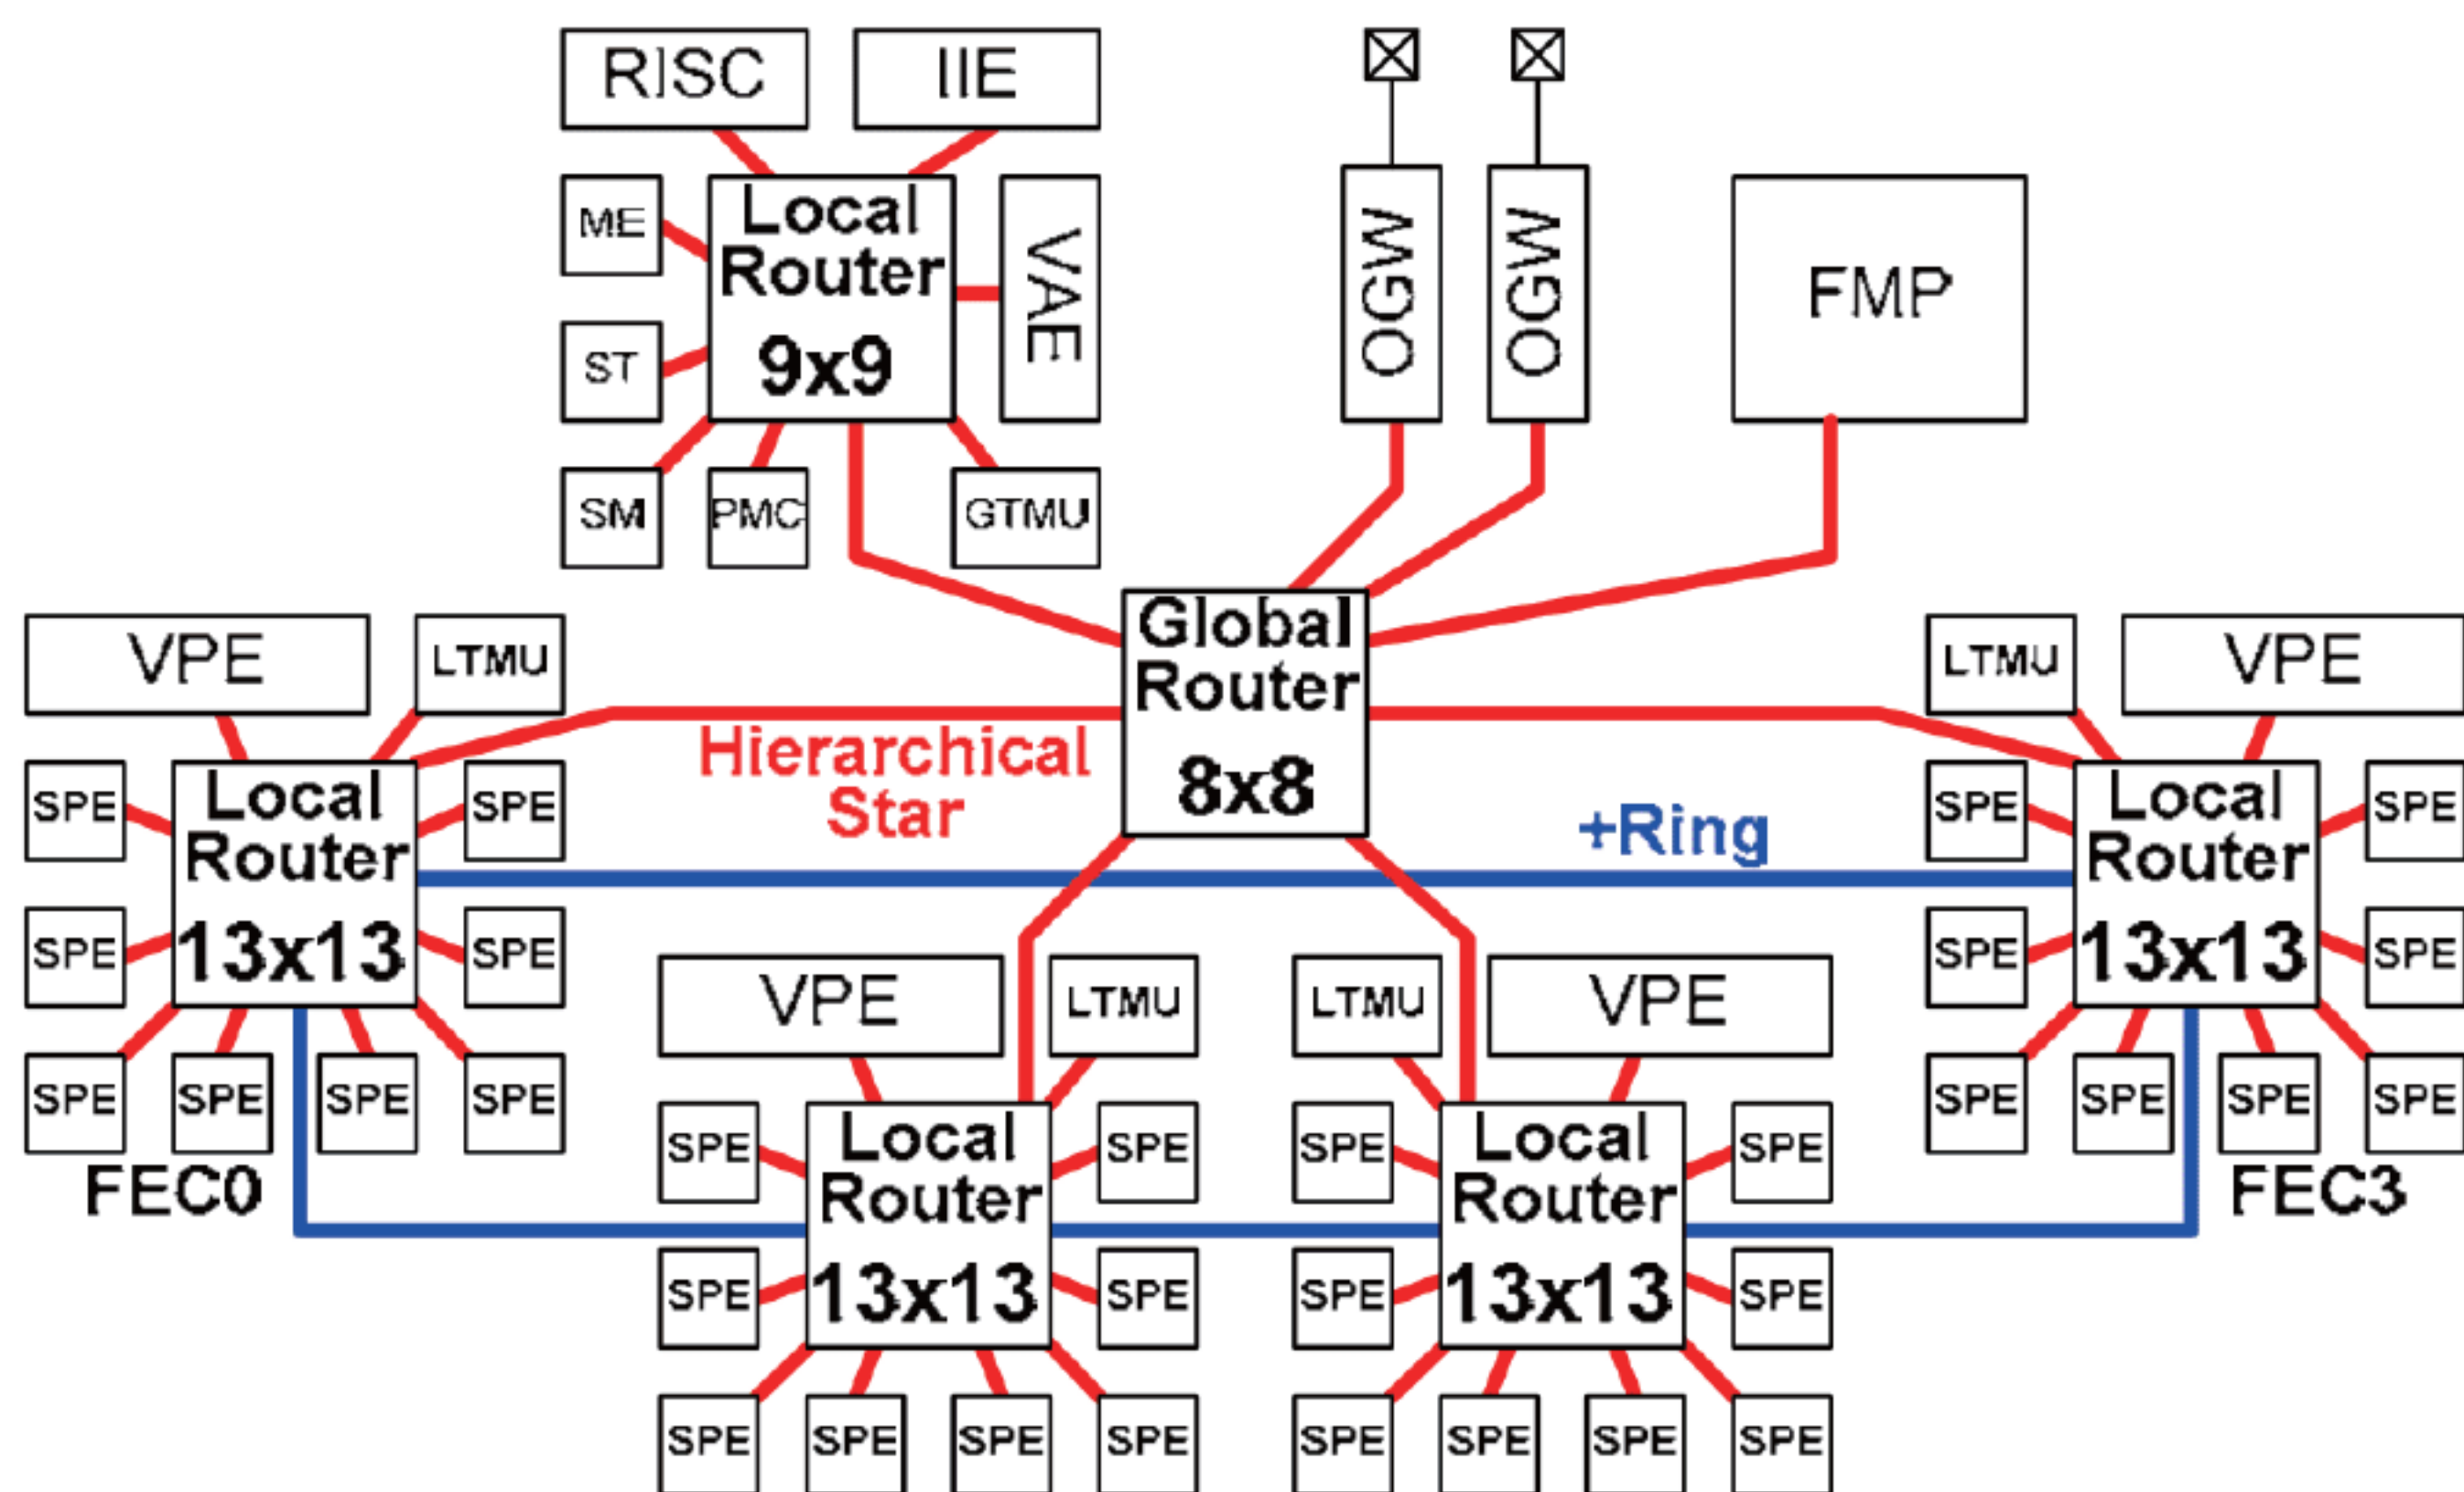 RISC
IIE
ME
Local
Router
9x9
VAE
ST
SM
PMC
GTMU
OGW
OGW
FMP
Global
Router
8x8
Hierarchical
Star
+Ring
VPE
LTMU
SPE
Local
Router
13x13
SPE
SPE
SPE
SPE
SPE
SPE
SPE
FEC0
VPE
LTMU
SPE
Local
Router
13x13
SPE
SPE
SPE
SPE
SPE
SPE
SPE
LTMU
VPE
SPE
Local
Router
13x13
SPE
SPE
SPE
SPE
SPE
SPE
SPE
LTMU
VPE
SPE
Local
Router
13x13
SPE
SPE
SPE
SPE
SPE
SPE
SPE
FEC3